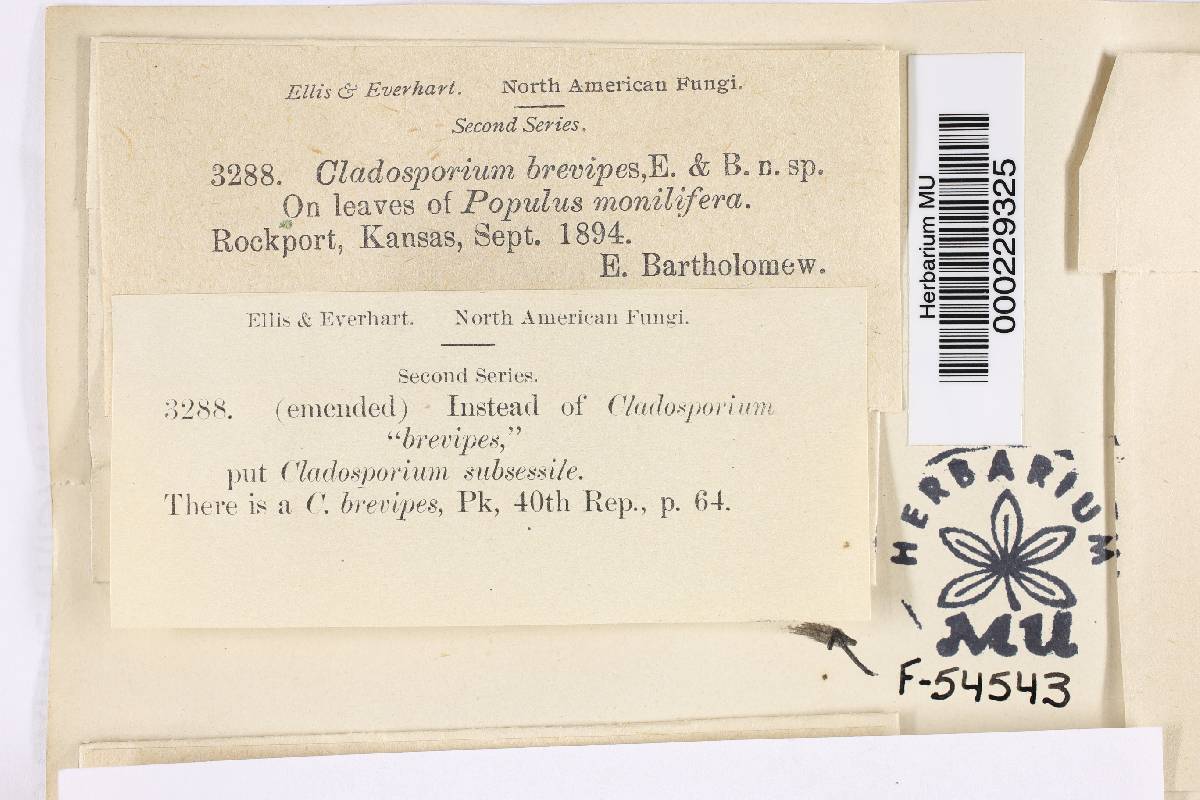 Ellis & Everhart. North American Fungi.
Second Series.
3288. Cladosporium brevipes, E. & B. n. sp.
On leaves of Populus monilifera.
Rockport, Kansas, Sept. 1894.
E. Bartholomew.
Ellis & Everhart. North American Fungi.
Second Series.
3288. (emended) Instead of Cladosporium
“brevipes,”
put Cladosporium subsessile.
There is a C. brevipes, Pk, 40th Rep., p. 64.
Herbarium MU
000229325
HERBARIUM
MU
F-54543